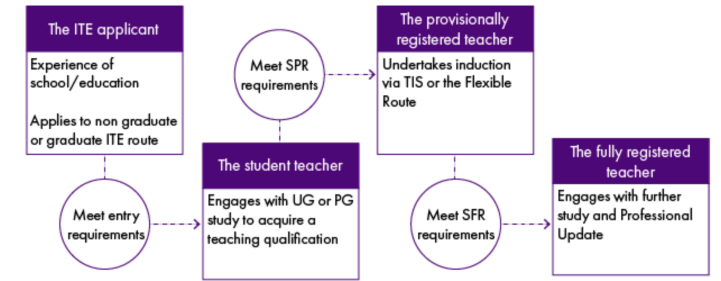 The ITE applicant
Experience of
school/education
Applies to non graduate
or graduate ITE route
Meet entry
requirements
The student teacher
Engages with UG or PG
study to acquire a
teaching qualification
Meet SPR
requirements
The provisionally
registered teacher
Undertakes induction
via TIS or the Flexible
Route
Meet SFR
requirements
The fully registered
teacher
Engages with further
study and Professional
Update